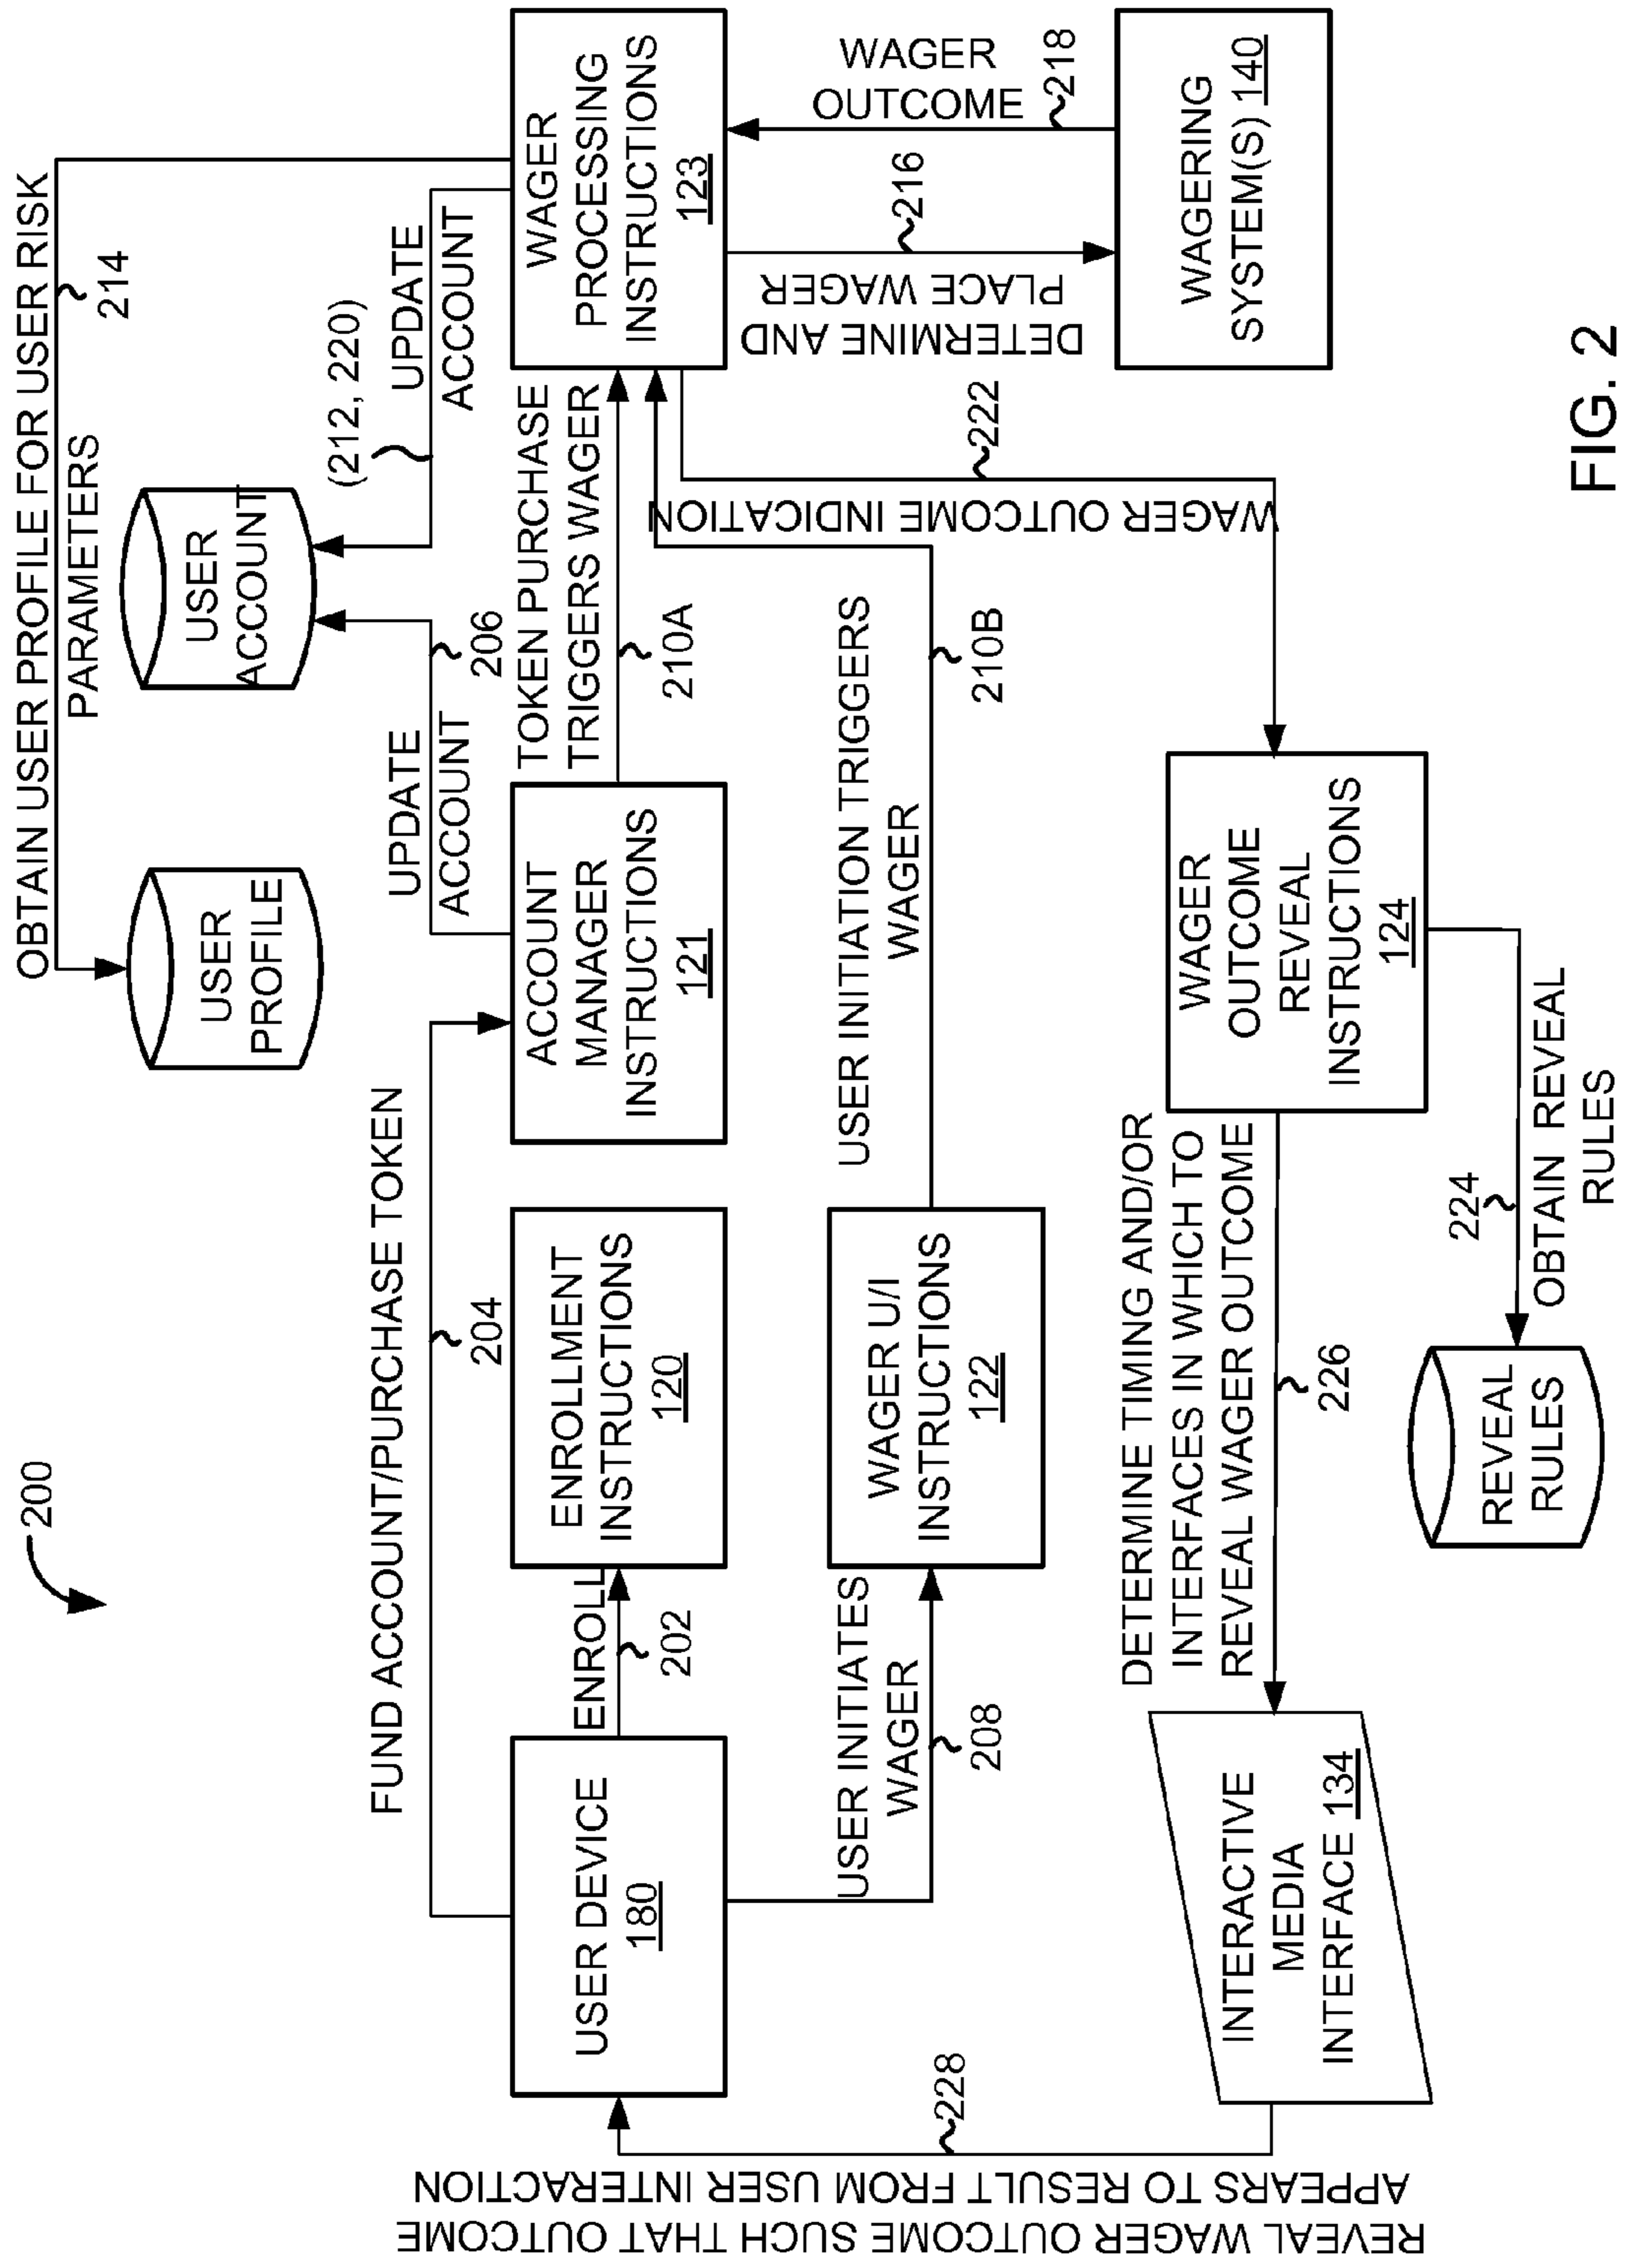 200
OBTAIN USER PROFILE FOR USER RISK
PARAMETERS
214
USER
PROFILE
USER
ACCOUNT
(212, 220)
UPDATE
ACCOUNT
UPDATE
ACCOUNT
206
FUND ACCOUNT/PURCHASE TOKEN
204
USER DEVICE
180
ENROLL
202
ENROLLMENT
INSTRUCTIONS
120
ACCOUNT
MANAGER
INSTRUCTIONS
121
TOKEN PURCHASE
TRIGGERS WAGER
210A
WAGER
PROCESSING
INSTRUCTIONS
123
USER INITIATES
WAGER
208
WAGER U/I
INSTRUCTIONS
122
USER INITIATION TRIGGERS
WAGER
210B
DETERMINE AND
PLACE WAGER
216
WAGER
OUTCOME
218
WAGERING
SYSTEM(S) 140
WAGER OUTCOME INDICATION
222
WAGER
OUTCOME
REVEAL
INSTRUCTIONS
124
DETERMINE TIMING AND/OR
INTERFACES IN WHICH TO
REVEAL WAGER OUTCOME
226
224
OBTAIN REVEAL
RULES
REVEAL
RULES
INTERACTIVE
MEDIA
INTERFACE 134
228
REVEAL WAGER OUTCOME SUCH THAT OUTCOME
APPEARS TO RESULT FROM USER INTERACTION
FIG. 2